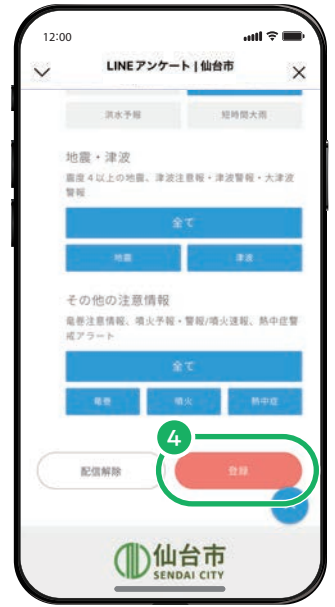 12:00
LINEアンケート | 仙台市
洪水予報
短時間大雨
地震・津波
震度4以上の地震、津波注意報・津波警報・大津波
警報
全て
地震
津波
その他の注意情報
竜巻注意情報、噴火予報・警報/噴火速報、熱中症警
戒アラート
全て
竜巻
噴火
熱中症
4
配信解除
登録
仙台市
SENDAI CITY